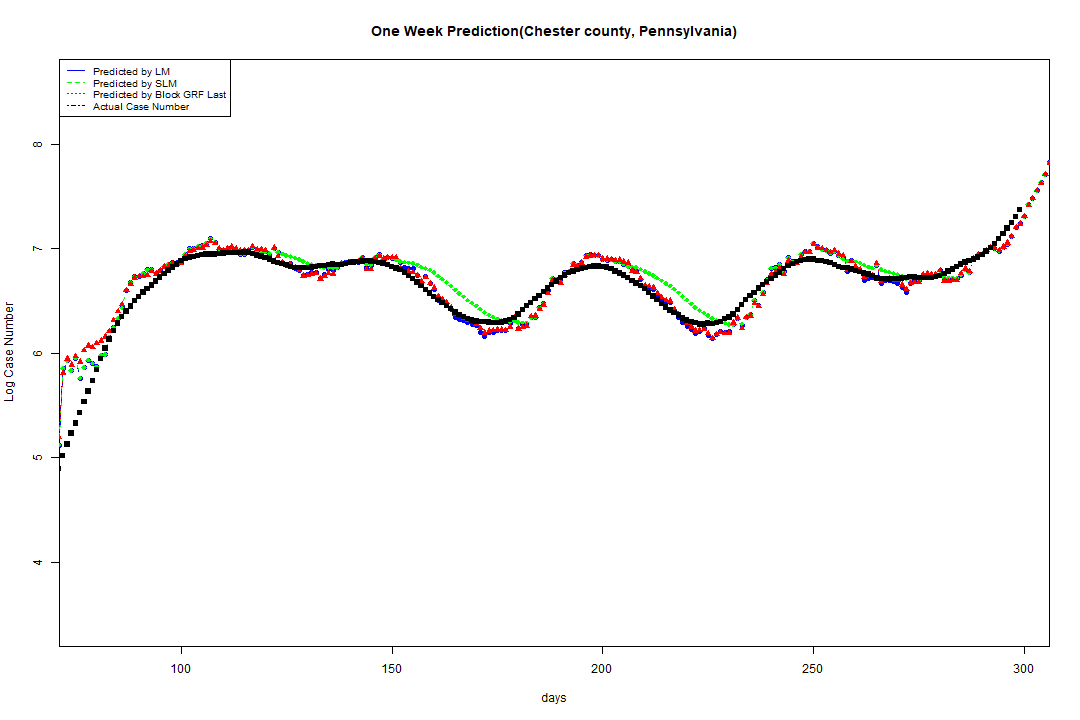 One Week Prediction(Chester county, Pennsylvania)
Predicted by LM
Predicted by SLM
Predicted by Block GRF Last
Actual Case Number
8
7
6
5
4
Log Case Number
100 150 200 250 300
days